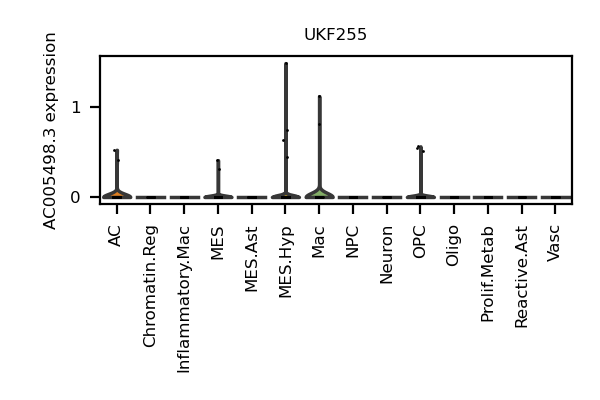 UKF255
AC005498.3 expression
1
0
AC
Chromatin.Reg
Inflammatory.Mac
MES
MES.Ast
MES.Hyp
Mac
NPC
Neuron
OPC
Oligo
Prolif.Metab
Reactive.Ast
Vasc